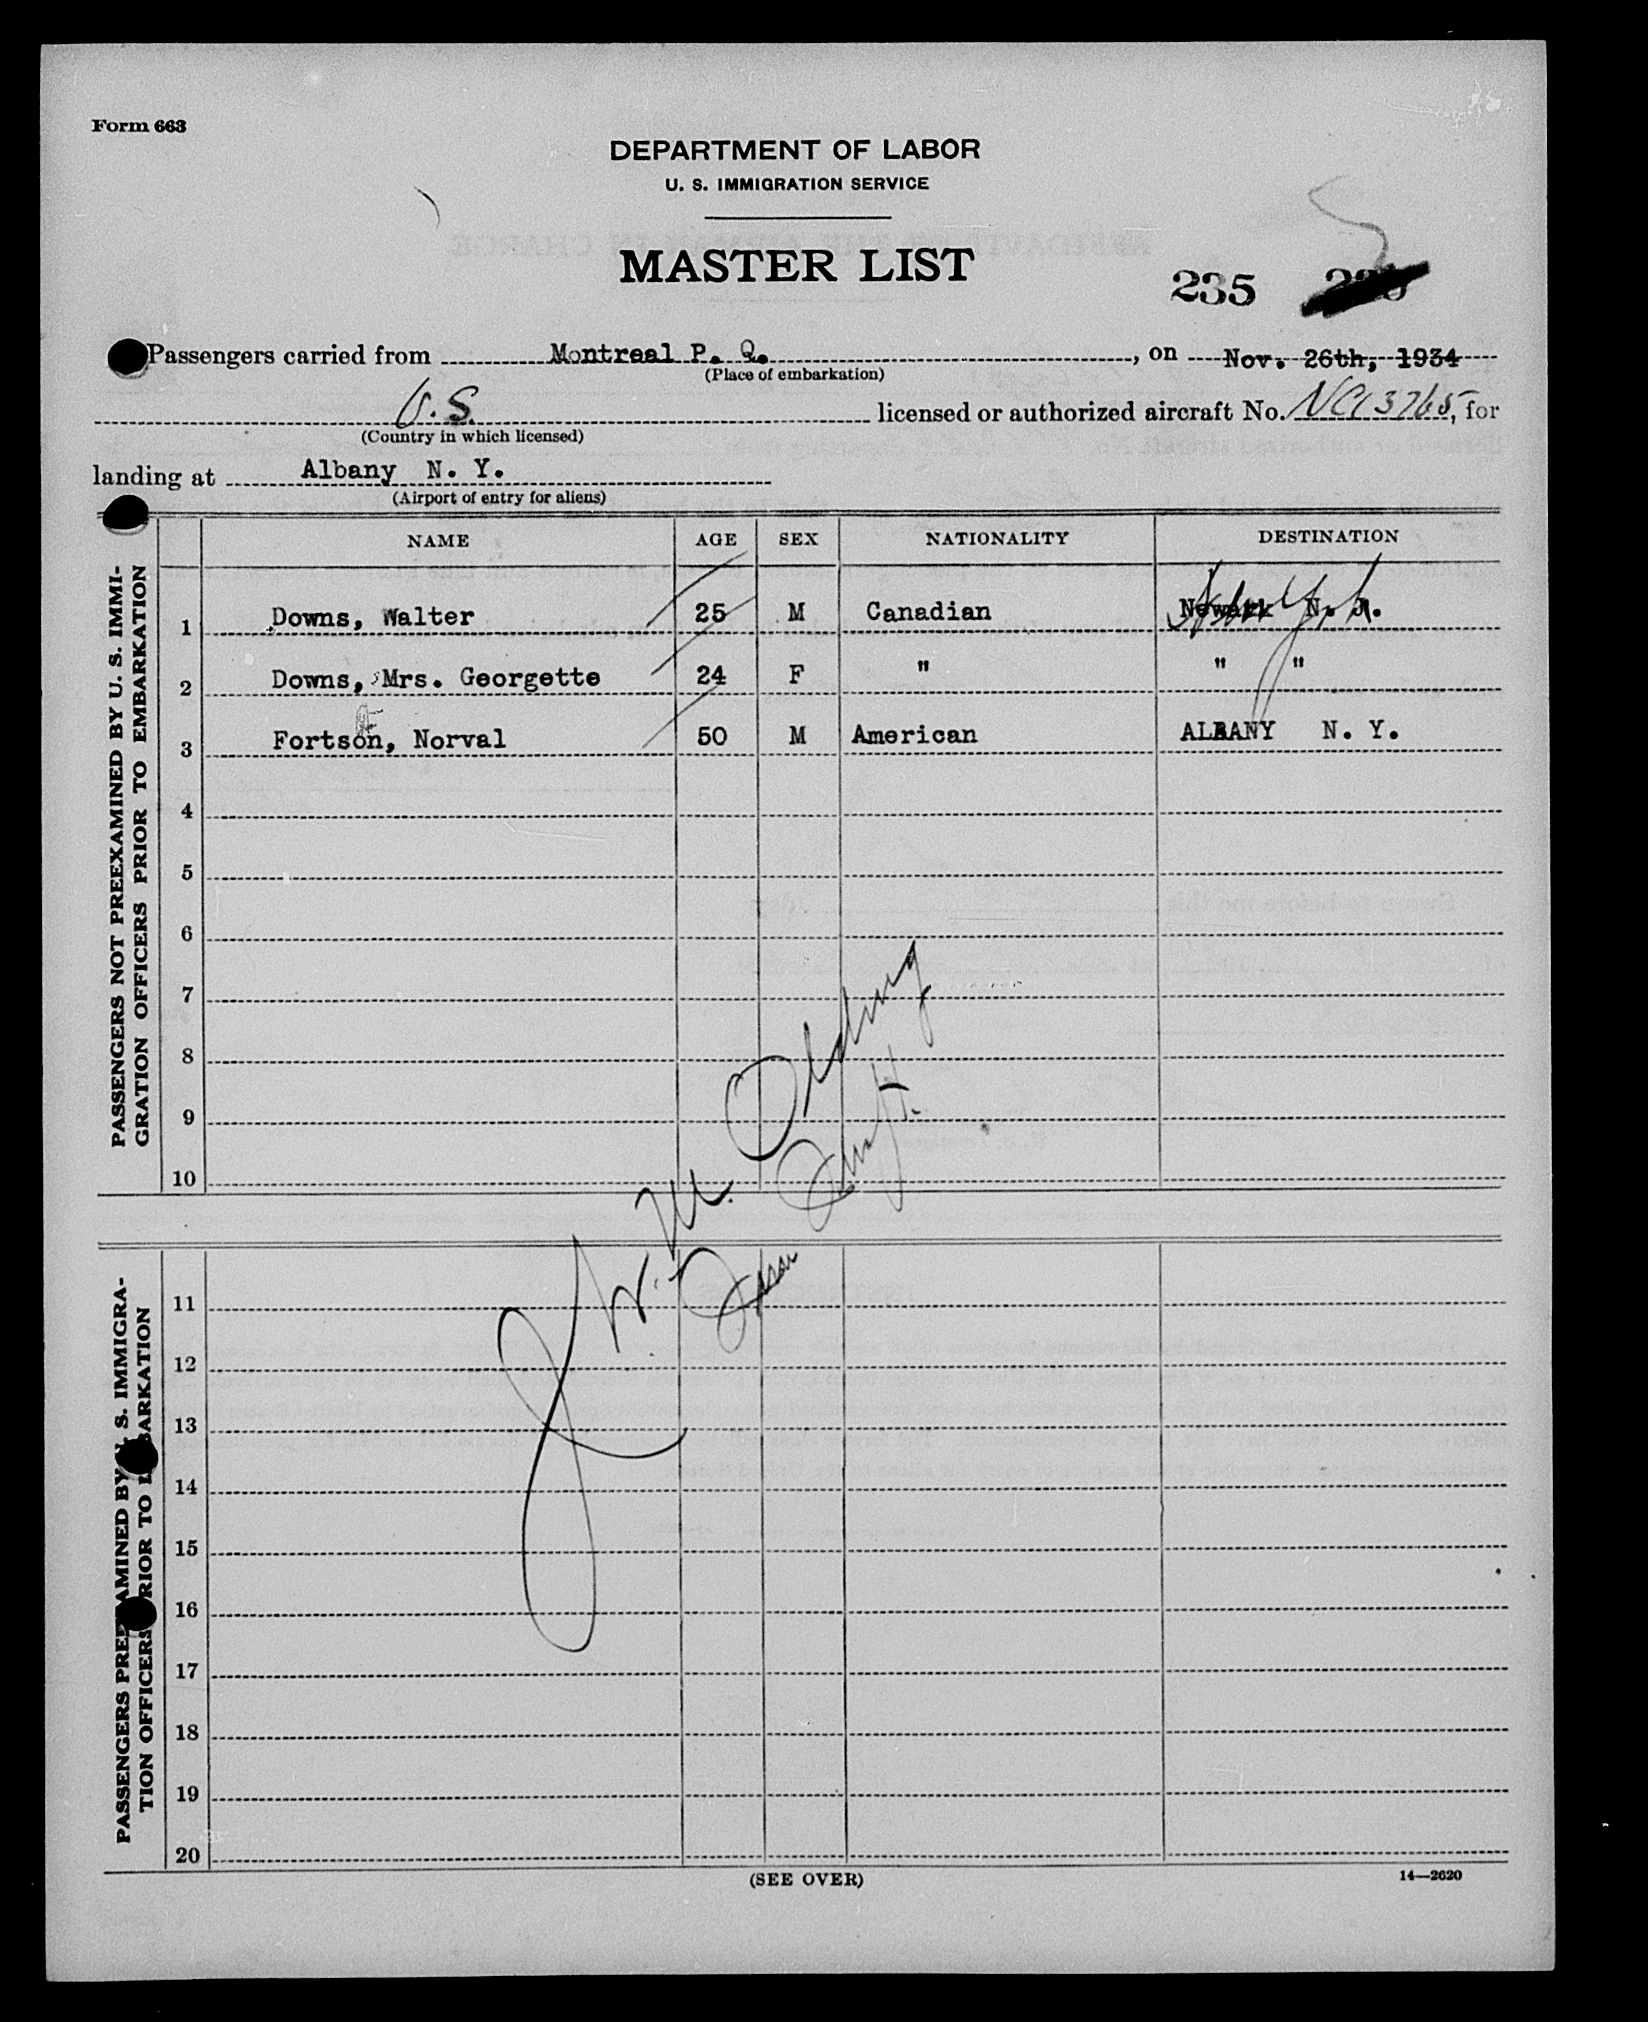 Form 663
DEPARTMENT OF LABOR
U. S. IMMIGRATION SERVICE
MASTER LIST
235
Passengers carried from Montreal P. Q., on Nov. 26th, 1934
(Place of embarkation)
U.S. licensed or authorized aircraft No. NC13765, for
(Country in which licensed)
landing at Albany N. Y.
(Airport of entry for aliens)
NAME AGE SEX NATIONALITY DESTINATION
PASSENGERS NOT PREEXAMINED BY U. S. IMMI-
GRATION OFFICERS PRIOR TO EMBARKATION
1 Downs, Walter 25 M Canadian Newark N. J.
2 Downs, Mrs. Georgette 24 F " " "
3 Fortson, Norval 50 M American ALBANY N. Y.
4
5
6
7
8
9
10
PASSENGERS PREEXAMINED BY U. S. IMMIGRA-
TION OFFICERS PRIOR TO EMBARKATION
11
12
13
14
15
16
17
18
19
20
(SEE OVER)
14—2620